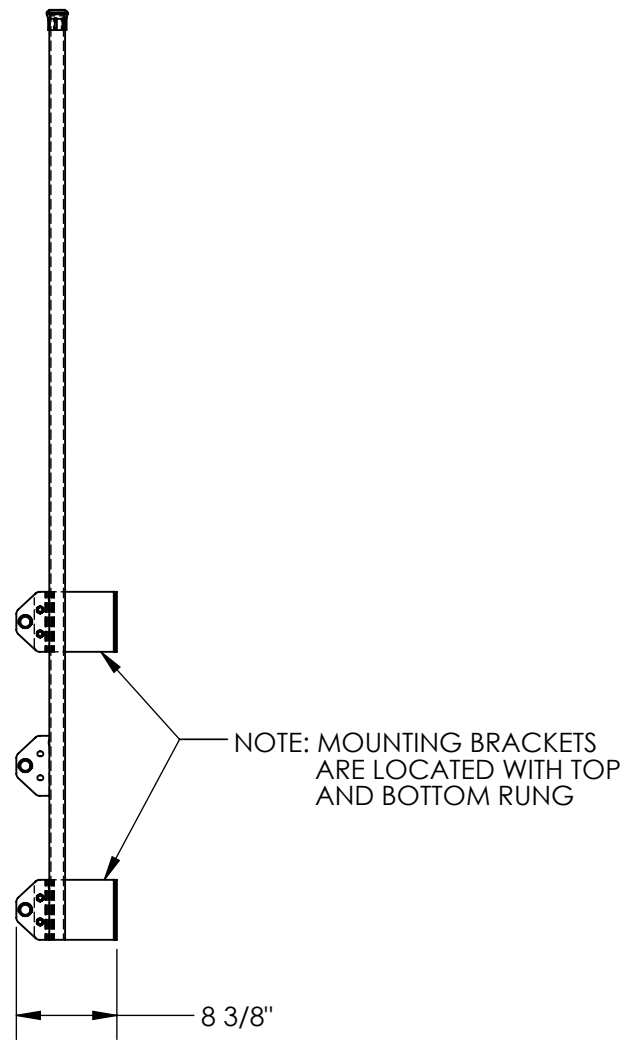 NOTE: MOUNTING BRACKETS
ARE LOCATED WITH TOP
AND BOTTOM RUNG
8 3/8"